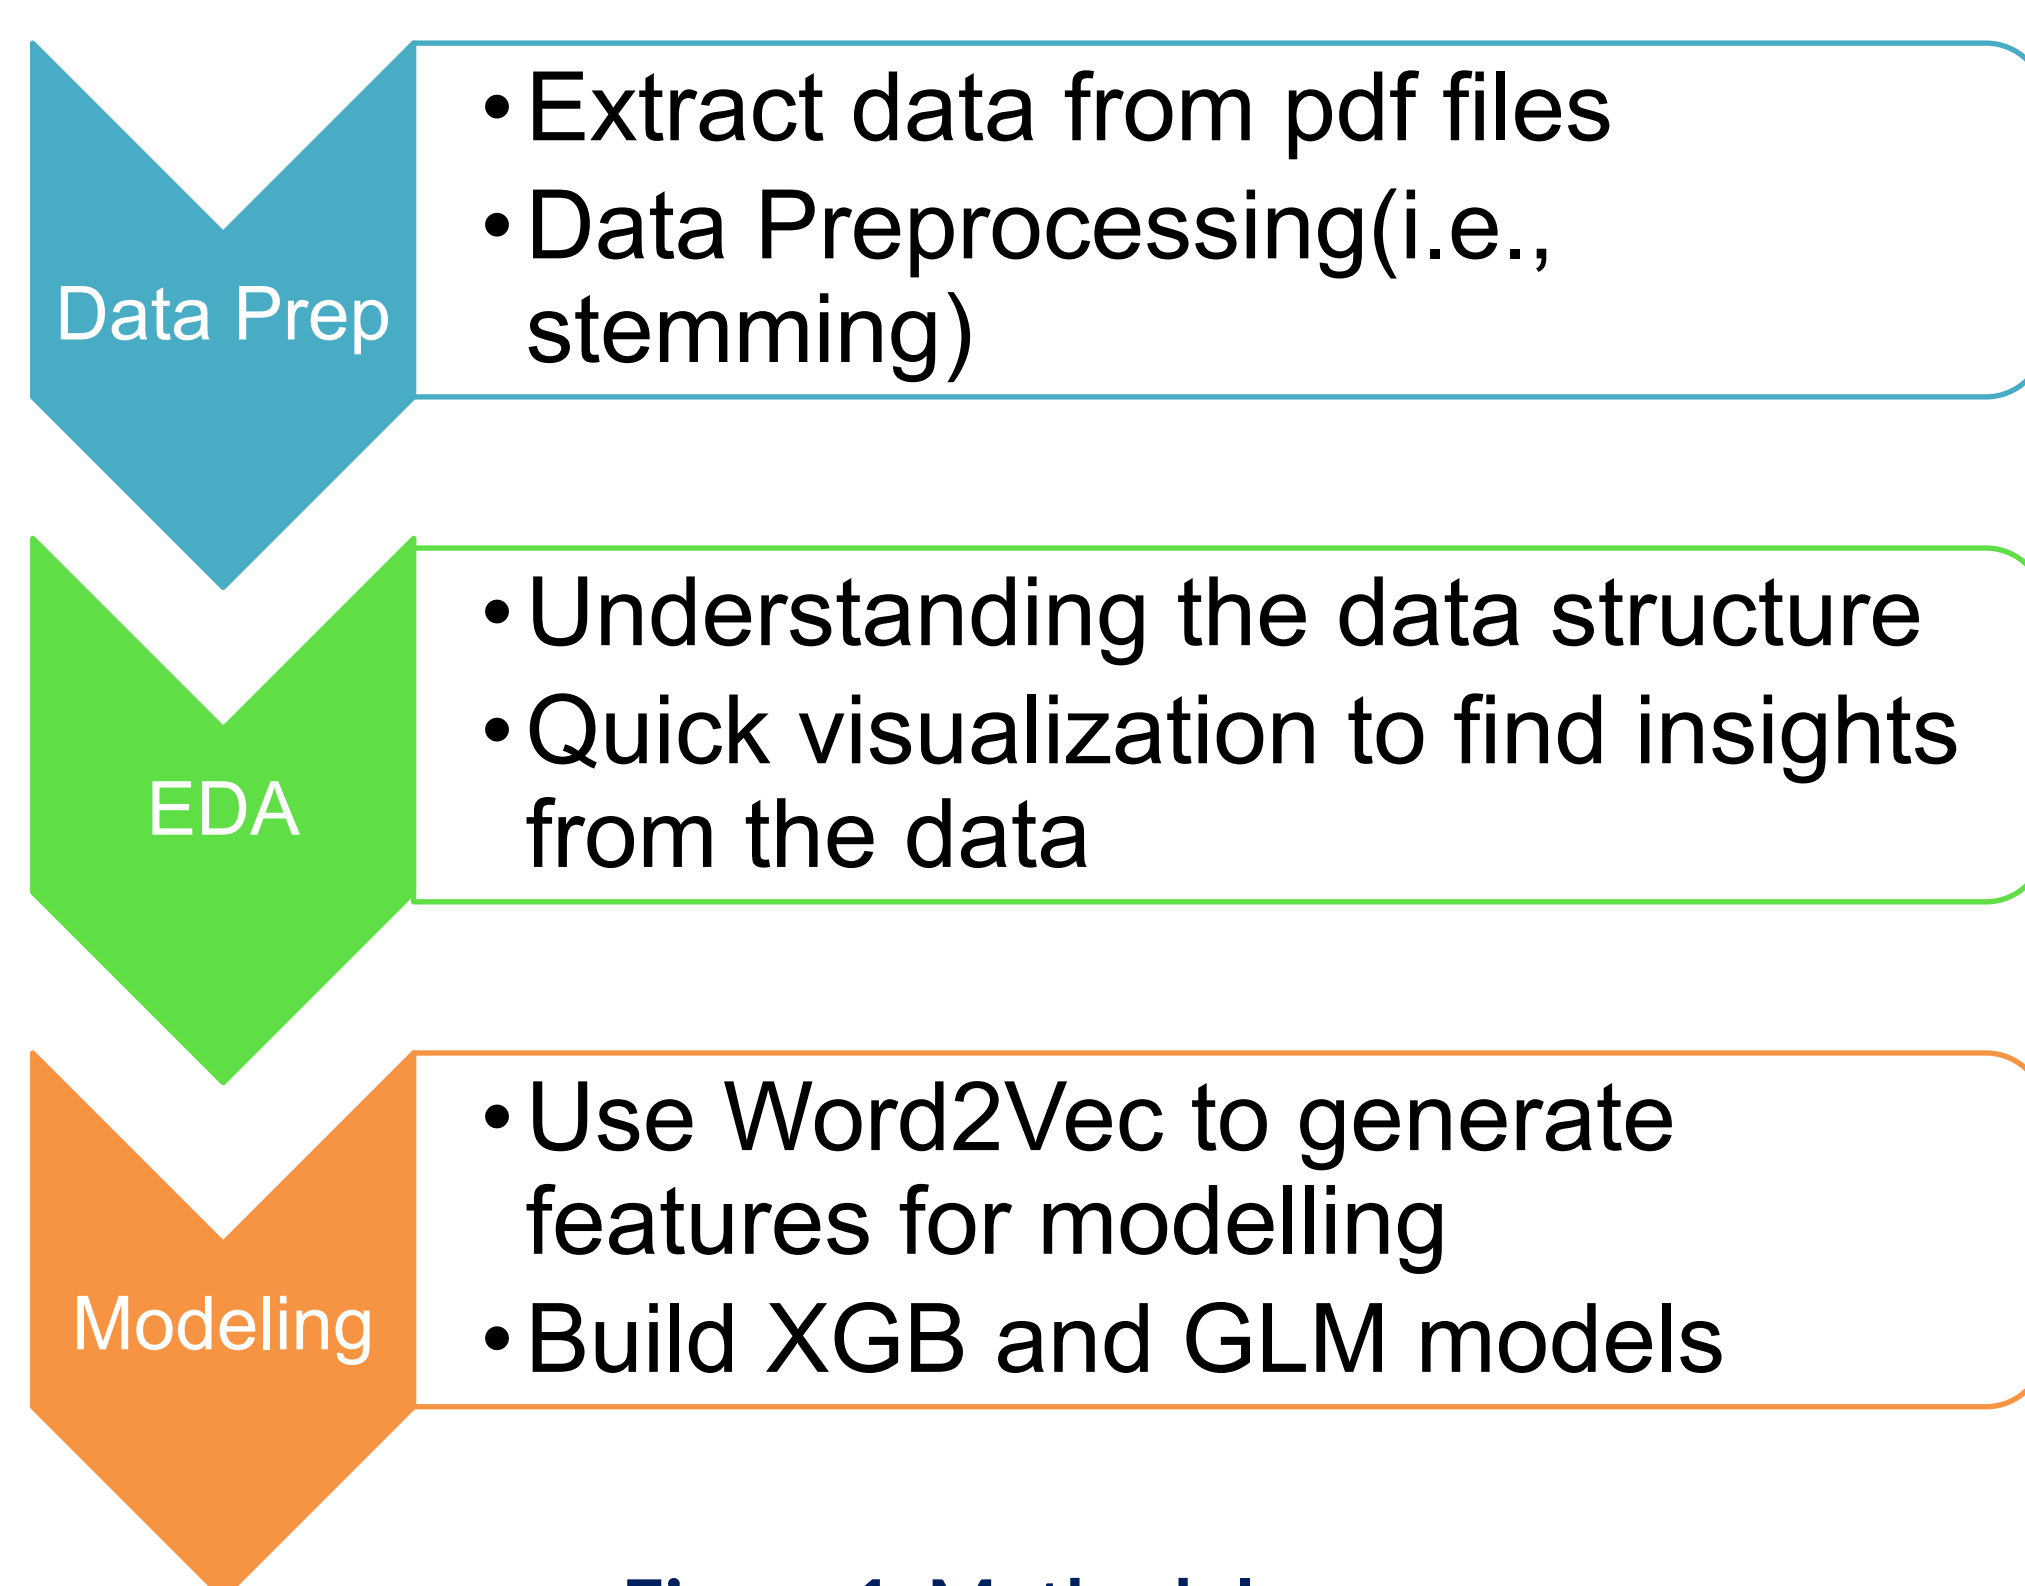 Data Prep
• Extract data from pdf files
• Data Preprocessing(i.e.,
stemming)
EDA
• Understanding the data structure
• Quick visualization to find insights
from the data
Modeling
• Use Word2Vec to generate
features for modelling
• Build XGB and GLM models